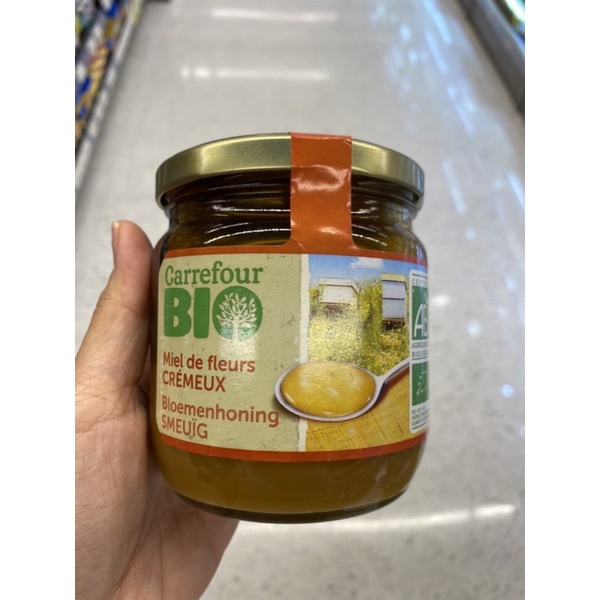 Carrefour
BIO
Miel de fleurs
CRÉMEUX
Bloemenhoning
SMEUÏG
AB